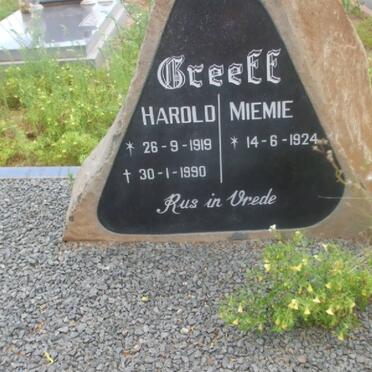 Greeff
HAROLD MIEMIE
* 26-9-1919 * 14-6-1924
† 30-1-1990
Rus in Vrede